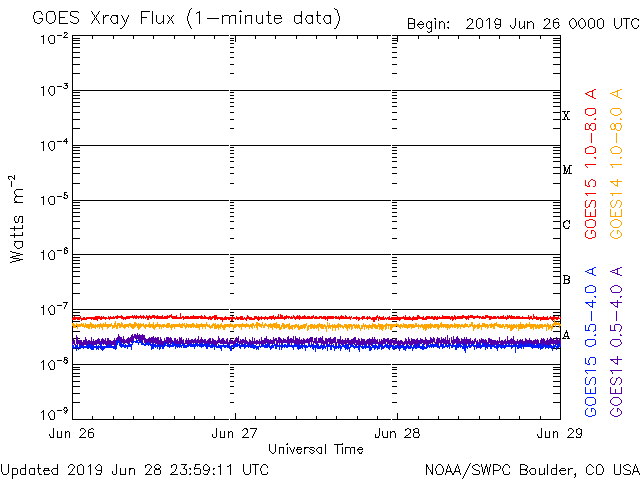 GOES Xray Flux (1-minute data)
Begin: 2019 Jun 26 0000 UTC
10⁻²
10⁻³
10⁻⁴
10⁻⁵
10⁻⁶
10⁻⁷
10⁻⁸
10⁻⁹
Watts m⁻²
X
M
C
B
A
GOES15 1.0-8.0 A
GOES14 1.0-8.0 A
GOES15 0.5-4.0 A
GOES14 0.5-4.0 A
Jun 26 Jun 27 Jun 28 Jun 29
Universal Time
Updated 2019 Jun 28 23:59:11 UTC
NOAA/SWPC Boulder, CO USA